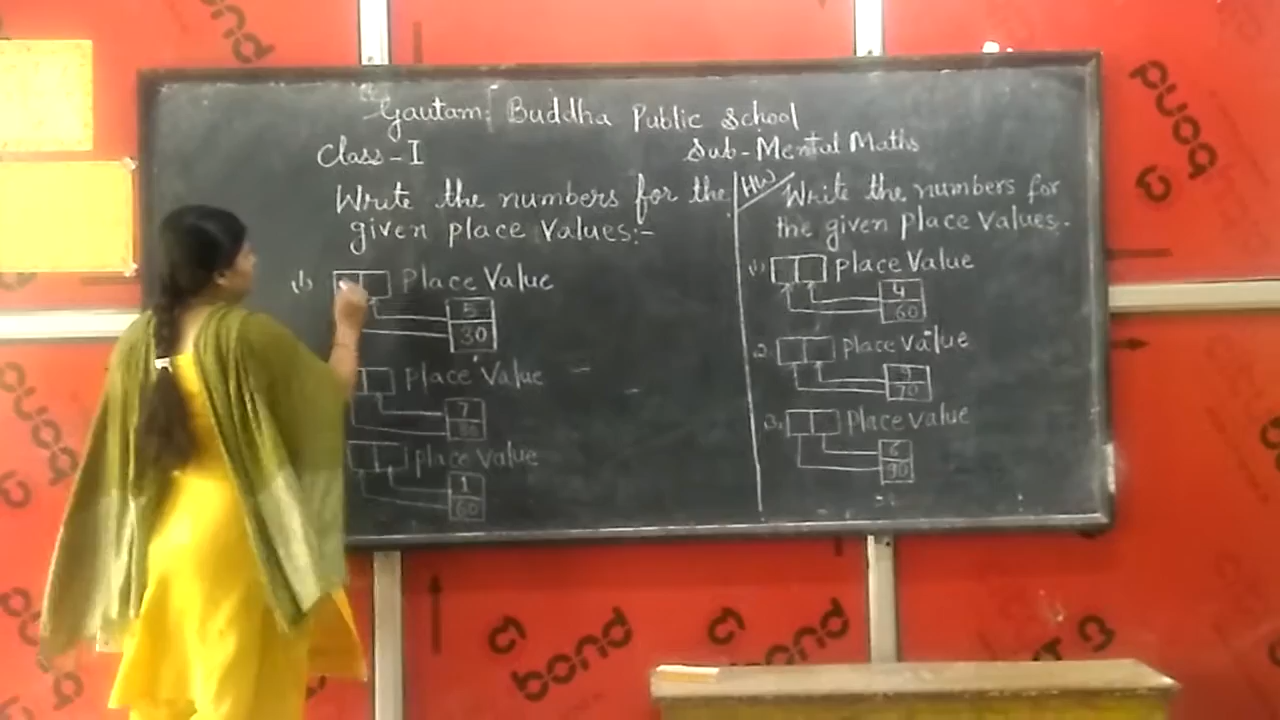 Gautam Buddha Public School
Class-I
Sub-Mental Maths
Write the numbers for the
given place Values:-
1) Place Value
5
30
Place Value
7
place value
1
60
HW
Write the numbers for
the given place values:-
1) place value
4
60
2. place value
9
70
3. place value
6
90
bond
bond
bond
bond